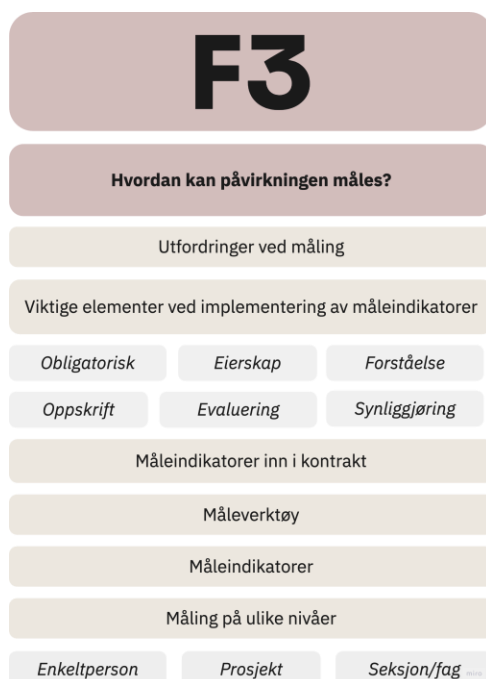 F3
Hvordan kan påvirkningen måles?
Utfordringer ved måling
Viktige elementer ved implementering av måleindikatorer
Obligatorisk Eierskap Forståelse
Oppskrift Evaluering Synliggjøring
Måleindikatorer inn i kontrakt
Måleverktøy
Måleindikatorer
Måling på ulike nivåer
Enkeltperson Prosjekt Seksjon/fag
miro